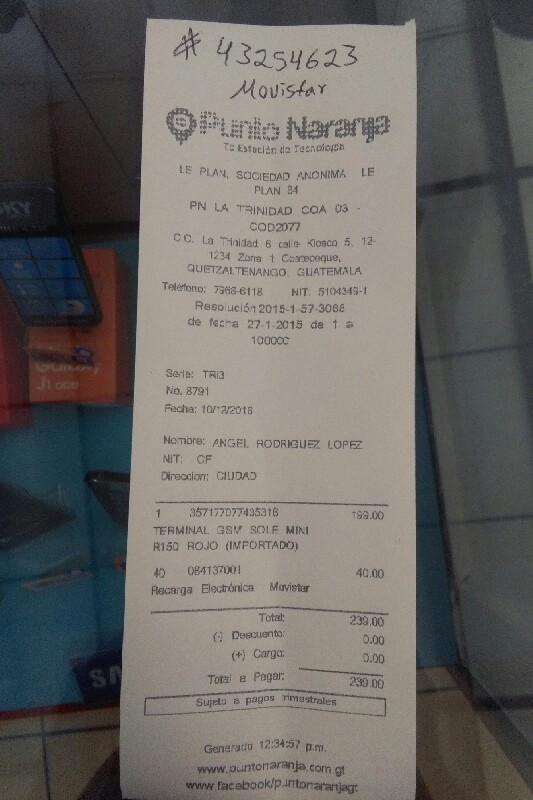 # 43254623
Movistar
Punto Naranja
Tu Estación de Tecnología
LE PLAN, SOCIEDAD ANONIMA LE
PLAN 84
PN LA TRINIDAD COA 03 -
COD2077
C.C. La Trinidad 6 calle Kiosco 5, 12-
1234 Zona 1 Coatepeque,
QUETZALTENANGO, GUATEMALA
Teléfono: 7968-6118 NIT: 5104349-1
Resolución 2015-1-57-3088
de fecha 27-1-2015 de 1 a
100000
Serie: TRI3
No. 8791
Fecha: 10/12/2016
Nombre: ANGEL RODRIGUEZ LOPEZ
NIT: CF
Direccion: CIUDAD
1 357177077435316 199.00
TERMINAL GSM SOLE MINI
R150 ROJO (IMPORTADO)
40 084137001 40.00
Recarga Electrónica Movistar
Total: 239.00
(-) Descuento: 0.00
(+) Cargo: 0.00
Total a Pagar: 239.00
Sujeto a pagos trimestrales
Generado 12:34:57 p.m.
www.puntonaranja.com.gt
www.facebook/puntonaranjagt
Galaxy
J1 ace